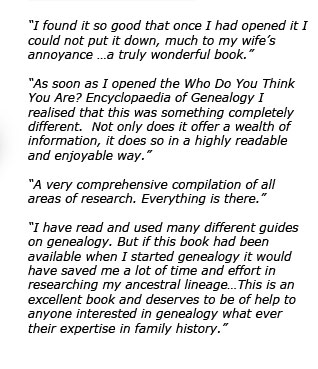 “I found it so good that once I had opened it I
could not put it down, much to my wife’s
annoyance …a truly wonderful book.”
“As soon as I opened the Who Do You Think
You Are? Encyclopaedia of Genealogy I
realised that this was something completely
different.  Not only does it offer a wealth of
information, it does so in a highly readable
and enjoyable way.”
“A very comprehensive compilation of all
areas of research. Everything is there.”
“I have read and used many different guides
on genealogy. But if this book had been
available when I started genealogy it would
have saved me a lot of time and effort in
researching my ancestral lineage…This is an
excellent book and deserves to be of help to
anyone interested in genealogy what ever
their expertise in family history.”